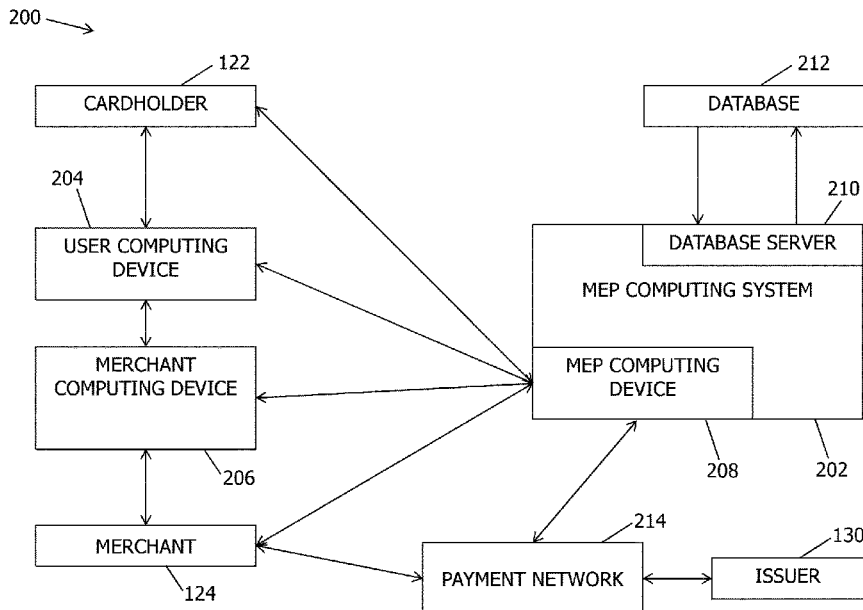 200
122
CARDHOLDER
212
DATABASE
204
USER COMPUTING
DEVICE
210
DATABASE SERVER
MEP COMPUTING SYSTEM
MERCHANT
COMPUTING DEVICE
206
MEP COMPUTING
DEVICE
208
202
MERCHANT
124
214
PAYMENT NETWORK
130
ISSUER